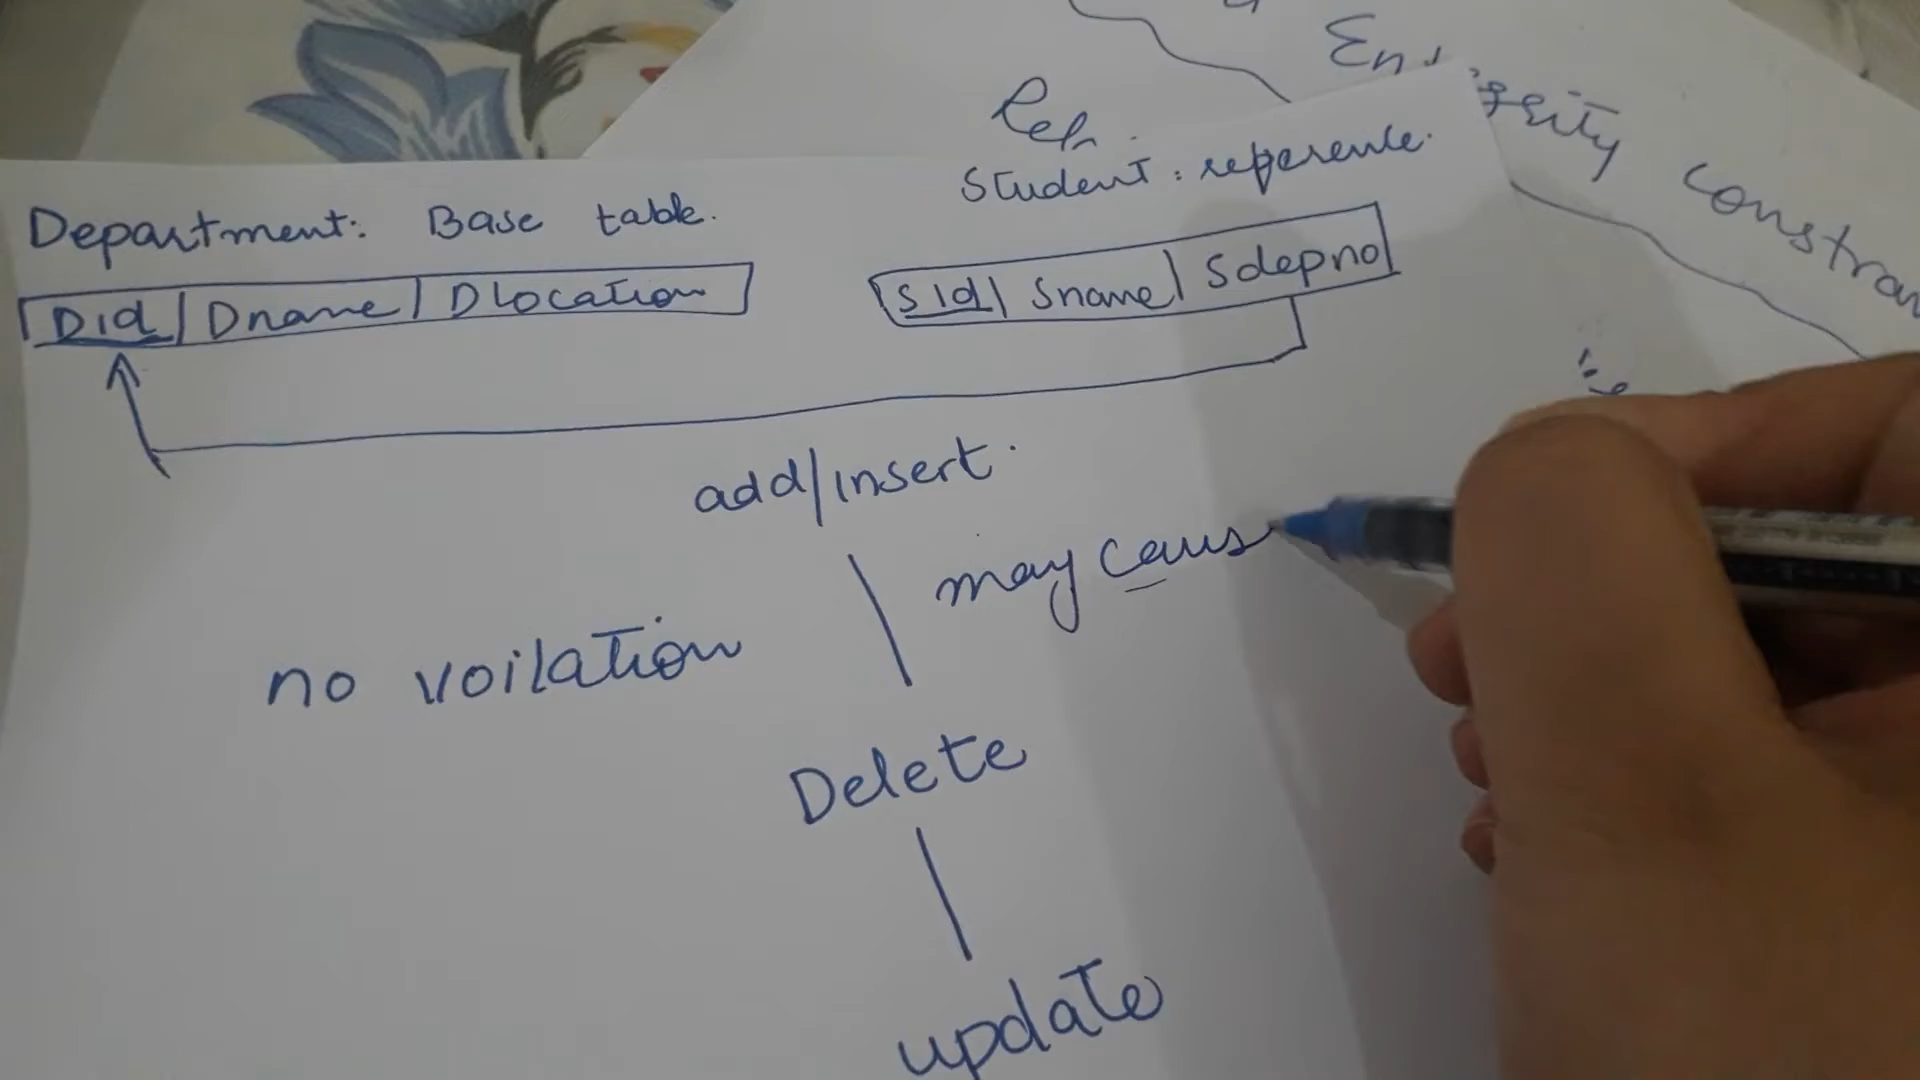 Department: Base table.
Did | Dname | DLocation
Student: reference.
Sid | Sname | Sdepno
add/insert.
no voilation
may caus
Delete
update
constra